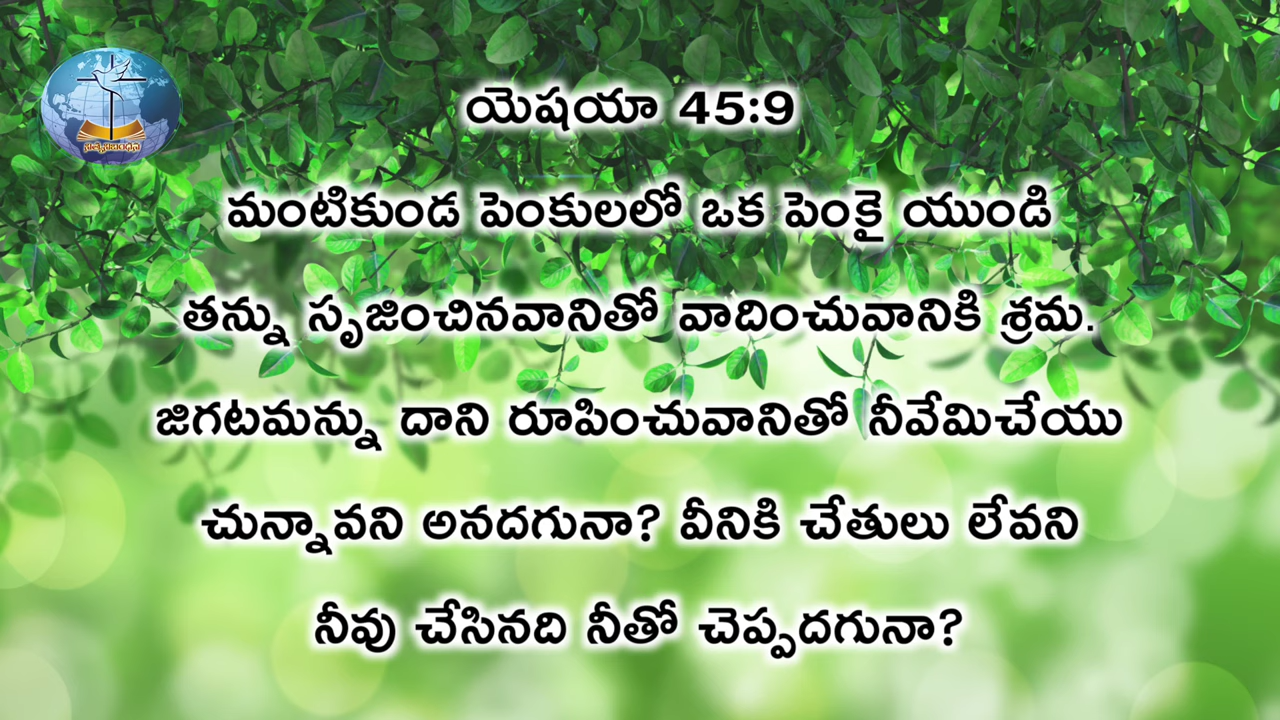 యెషయా 45:9
మంటికుండ పెంకులలో ఒక పెంకై యుండి
తన్ను సృజించినవానితో వాదించువానికి శ్రమ.
జిగటమన్ను దాని రూపించువానితో నీవేమిచేయు
చున్నావని అనదగునా? వీనికి చేతులు లేవని
నీవు చేసినది నీతో చెప్పదగునా?